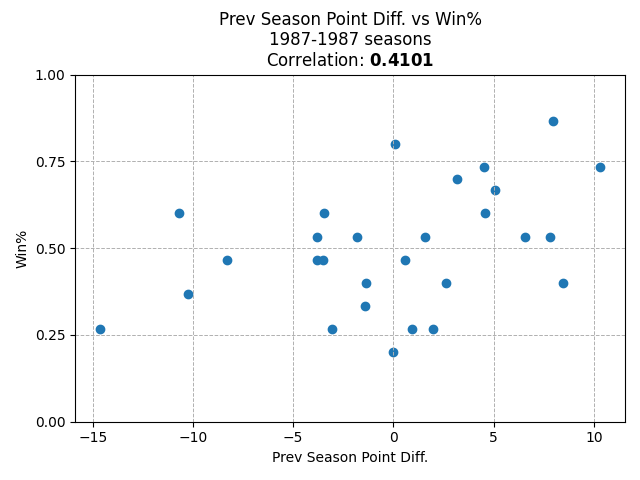 Prev Season Point Diff. vs Win%
1987-1987 seasons
Correlation: 0.4101
1.00
0.75
0.50
0.25
0.00
Win%
−15
−10
−5
0
5
10
Prev Season Point Diff.